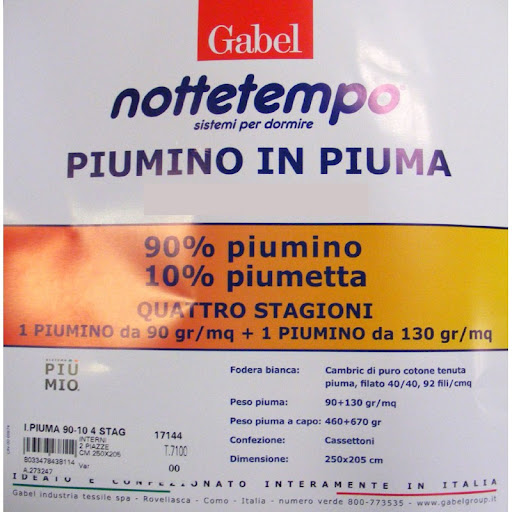 Gabel
nottetempo
sistemi per dormire
PIUMINO IN PIUMA
90% piumino
10% piumetta
QUATTRO STAGIONI
1 PIUMINO da 90 gr/mq + 1 PIUMINO da 130 gr/mq
PIÙ
MIO
Fodera bianca: Cambric di puro cotone tenuta
piuma, filato 40/40, 92 fili/cmq
Peso piuma: 90+130 gr/mq
Peso piuma a capo: 460+670 gr
Confezione: Cassettoni
Dimensione: 250x205 cm
I.PIUMA 90-10 4 STAG 17144
INTERNI
2 PIAZZE
CM 250X205
T.7100
Var 00
A.273247
IDEATO E CONFEZIONATO INTERAMENTE IN ITALIA
Gabel industria tessile spa - Rovellasca - Como - Italia - numero verde 800-773535 - www.gabelgroup.it